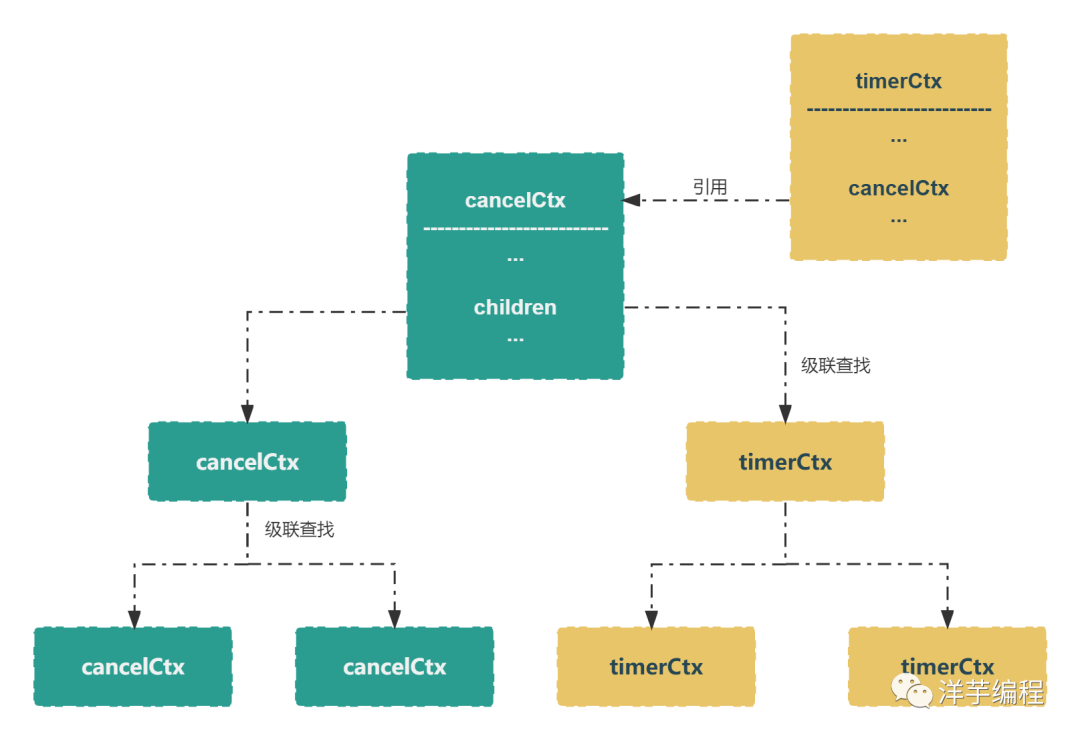 timerCtx
--------------------------
...
cancelCtx
...
引用
cancelCtx
--------------------------
...
children
...
级联查找
cancelCtx
timerCtx
级联查找
cancelCtx
cancelCtx
timerCtx
timerCtx
洋芋编程